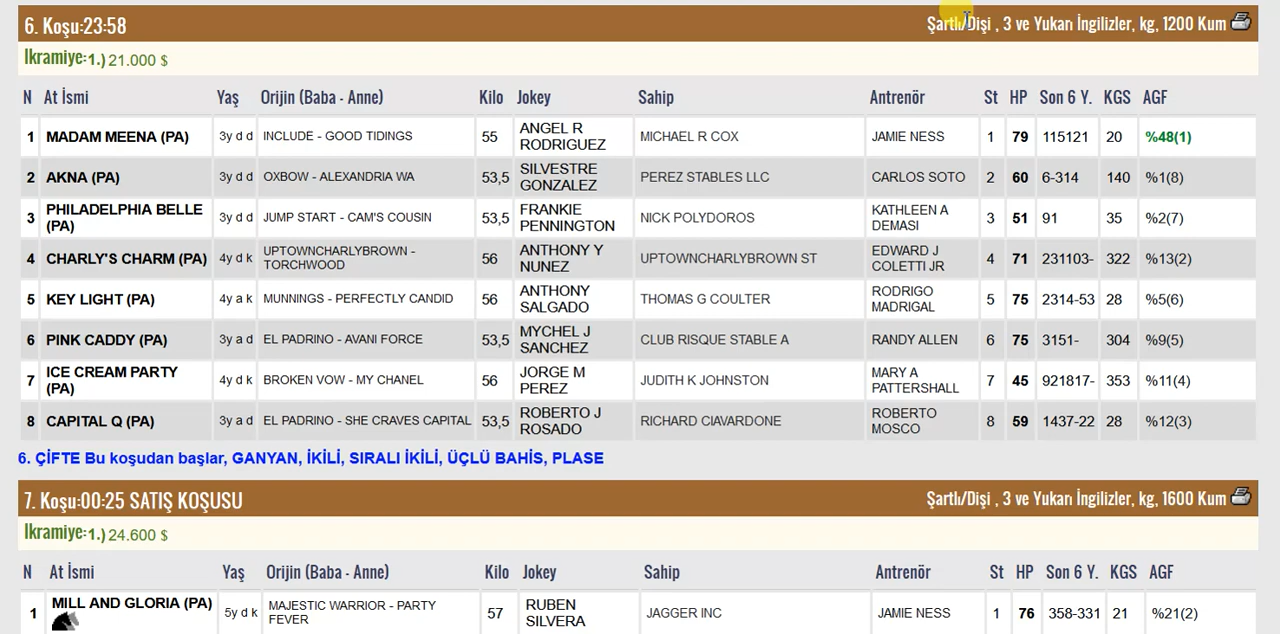 6. Koşu:23:58 Şartlı/Dişi , 3 ve Yukarı İngilizler, kg, 1200 Kum
İkramiye:1.) 21.000 $
N At İsmi Yaş Orijin (Baba - Anne) Kilo Jokey Sahip Antrenör St HP Son 6 Y. KGS AGF
1 MADAM MEENA (PA) 3y d d INCLUDE - GOOD TIDINGS 55 ANGEL R RODRIGUEZ MICHAEL R COX JAMIE NESS 1 79 115121 20 %48(1)
2 AKNA (PA) 3y d d OXBOW - ALEXANDRIA WA 53,5 SILVESTRE GONZALEZ PEREZ STABLES LLC CARLOS SOTO 2 60 6-314 140 %1(8)
3 PHILADELPHIA BELLE (PA) 3y d d JUMP START - CAM'S COUSIN 53,5 FRANKIE PENNINGTON NICK POLYDOROS KATHLEEN A DEMASI 3 51 91 35 %2(7)
4 CHARLY'S CHARM (PA) 4y d k UPTOWNCHARLYBROWN - TORCHWOOD 56 ANTHONY Y NUNEZ UPTOWNCHARLYBROWN ST EDWARD J COLETTI JR 4 71 231103- 322 %13(2)
5 KEY LIGHT (PA) 4y a k MUNNINGS - PERFECTLY CANDID 56 ANTHONY SALGADO THOMAS G COULTER RODRIGO MADRIGAL 5 75 2314-53 28 %5(6)
6 PINK CADDY (PA) 3y a d EL PADRINO - AVANI FORCE 53,5 MYCHEL J SANCHEZ CLUB RISQUE STABLE A RANDY ALLEN 6 75 3151- 304 %9(5)
7 ICE CREAM PARTY (PA) 4y d k BROKEN VOW - MY CHANEL 56 JORGE M PEREZ JUDITH K JOHNSTON MARY A PATTERSHALL 7 45 921817- 353 %11(4)
8 CAPITAL Q (PA) 3y a d EL PADRINO - SHE CRAVES CAPITAL 53,5 ROBERTO J ROSADO RICHARD CIAVARDONE ROBERTO MOSCO 8 59 1437-22 28 %12(3)
6. ÇİFTE Bu koşudan başlar, GANYAN, İKİLİ, SIRALI İKİLİ, ÜÇLÜ BAHİS, PLASE
7. Koşu:00:25 SATIŞ KOŞUSU Şartlı/Dişi , 3 ve Yukarı İngilizler, kg, 1600 Kum
İkramiye:1.) 24.600 $
N At İsmi Yaş Orijin (Baba - Anne) Kilo Jokey Sahip Antrenör St HP Son 6 Y. KGS AGF
1 MILL AND GLORIA (PA) 5y d k MAJESTIC WARRIOR - PARTY FEVER 57 RUBEN SILVERA JAGGER INC JAMIE NESS 1 76 358-331 21 %21(2)